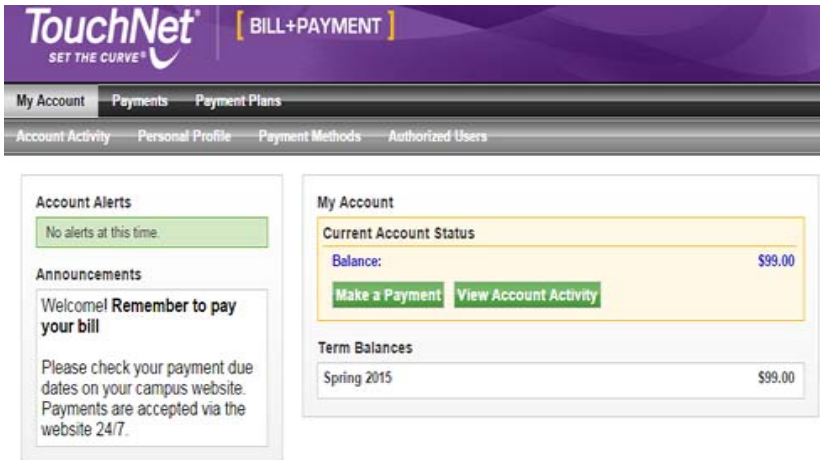 TouchNet®
SET THE CURVE®
[ BILL+PAYMENT ]
My Account Payments Payment Plans
Account Activity Personal Profile Payment Methods Authorized Users
Account Alerts
No alerts at this time.
Announcements
Welcome! Remember to pay
your bill
Please check your payment due
dates on your campus website.
Payments are accepted via the
website 24/7.
My Account
Current Account Status
Balance: $99.00
Make a Payment View Account Activity
Term Balances
Spring 2015 $99.00